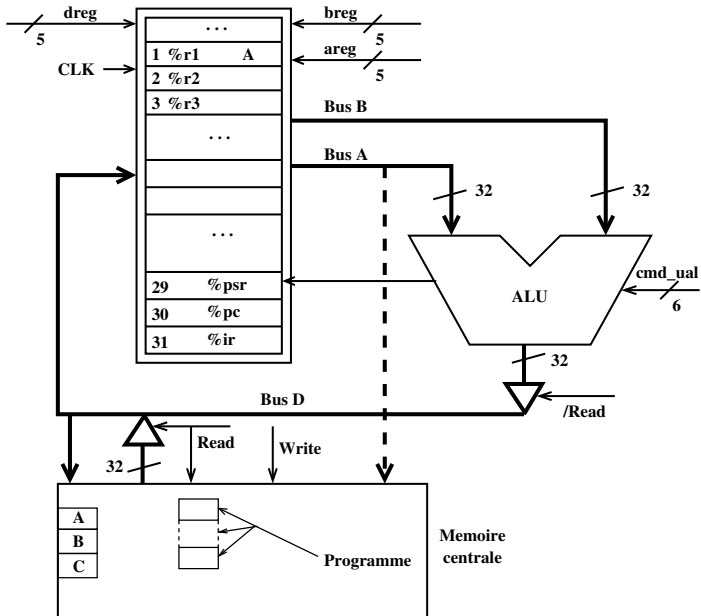 dreg
5
breg
5
areg
5
CLK
...
1 %r1 A
2 %r2
3 %r3
...
...
29 %psr
30 %pc
31 %ir
Bus B
Bus A
32
32
ALU
cmd_ual
6
32
/Read
Bus D
Read
Write
32
A
B
C
Programme
Memoire
centrale